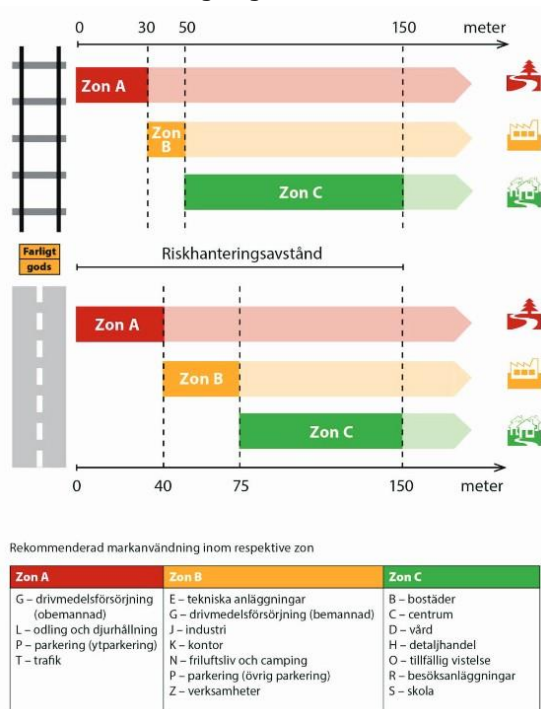 0 30 50 150 meter
Zon A
Zon
B
Zon C
Farligt
gods
Riskhanteringsavstånd
Zon A
Zon B
Zon C
0 40 75 150 meter
Rekommenderad markanvändning inom respektive zon
Zon A
G – drivmedelsförsörjning
(obemannad)
L – odling och djurhållning
P – parkering (ytparkering)
T – trafik
Zon B
E – tekniska anläggningar
G – drivmedelsförsörjning (bemannad)
J – industri
K – kontor
N – friluftsliv och camping
P – parkering (övrig parkering)
Z – verksamheter
Zon C
B – bostäder
C – centrum
D – vård
H – detaljhandel
O – tillfällig vistelse
R – besöksanläggningar
S – skola